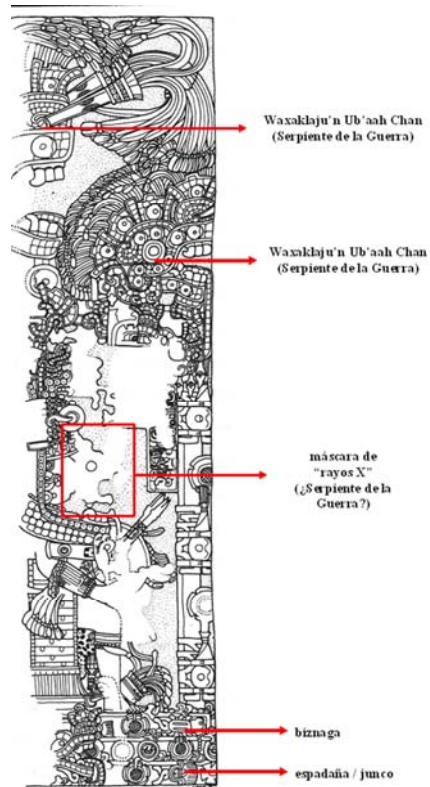 Waxaklaju'n Ub'aah Chan
(Serpiente de la Guerra)
Waxaklaju'n Ub'aah Chan
(Serpiente de la Guerra)
máscara de
"rayos X"
(¿Serpiente de la
Guerra?)
biznaga
espadaña / junco